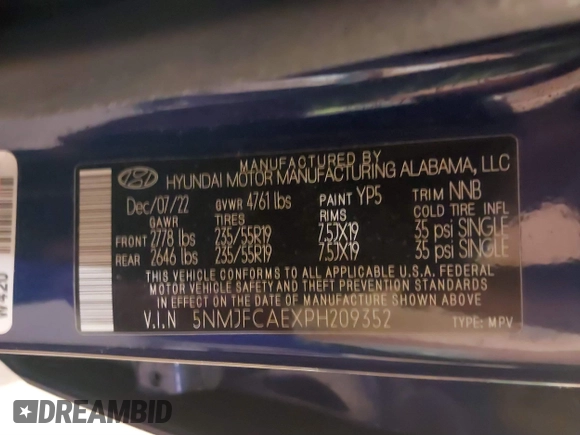 MANUFACTURED BY
HYUNDAI MOTOR MANUFACTURING ALABAMA, LLC
Dec/07/22 GVWR 4761 lbs PAINT YP5 TRIM NNB
GAWR TIRES RIMS COLD TIRE INFL
FRONT 2778 lbs 235/55R19 7.5JX19 35 psi SINGLE
REAR 2646 lbs 235/55R19 7.5JX19 35 psi SINGLE
THIS VEHICLE CONFORMS TO ALL APPLICABLE U.S.A. FEDERAL
MOTOR VEHICLE SAFETY, BUMPER, AND THEFT PREVENTION STANDARDS
IN EFFECT ON THE DATE OF MANUFACTURE SHOWN ABOVE.
V.I.N 5NMJFCAEXPH209352 TYPE: MPV
W420
DREAMBID